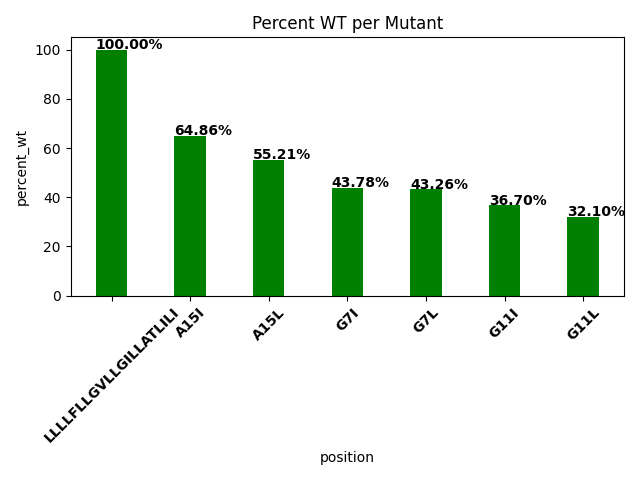 Percent WT per Mutant
percent_wt
100
80
60
40
20
0
100.00%
64.86%
55.21%
43.78%
43.26%
36.70%
32.10%
LLLLFLLGVLLGILLATLILI
A15I
A15L
G7I
G7L
G11I
G11L
position